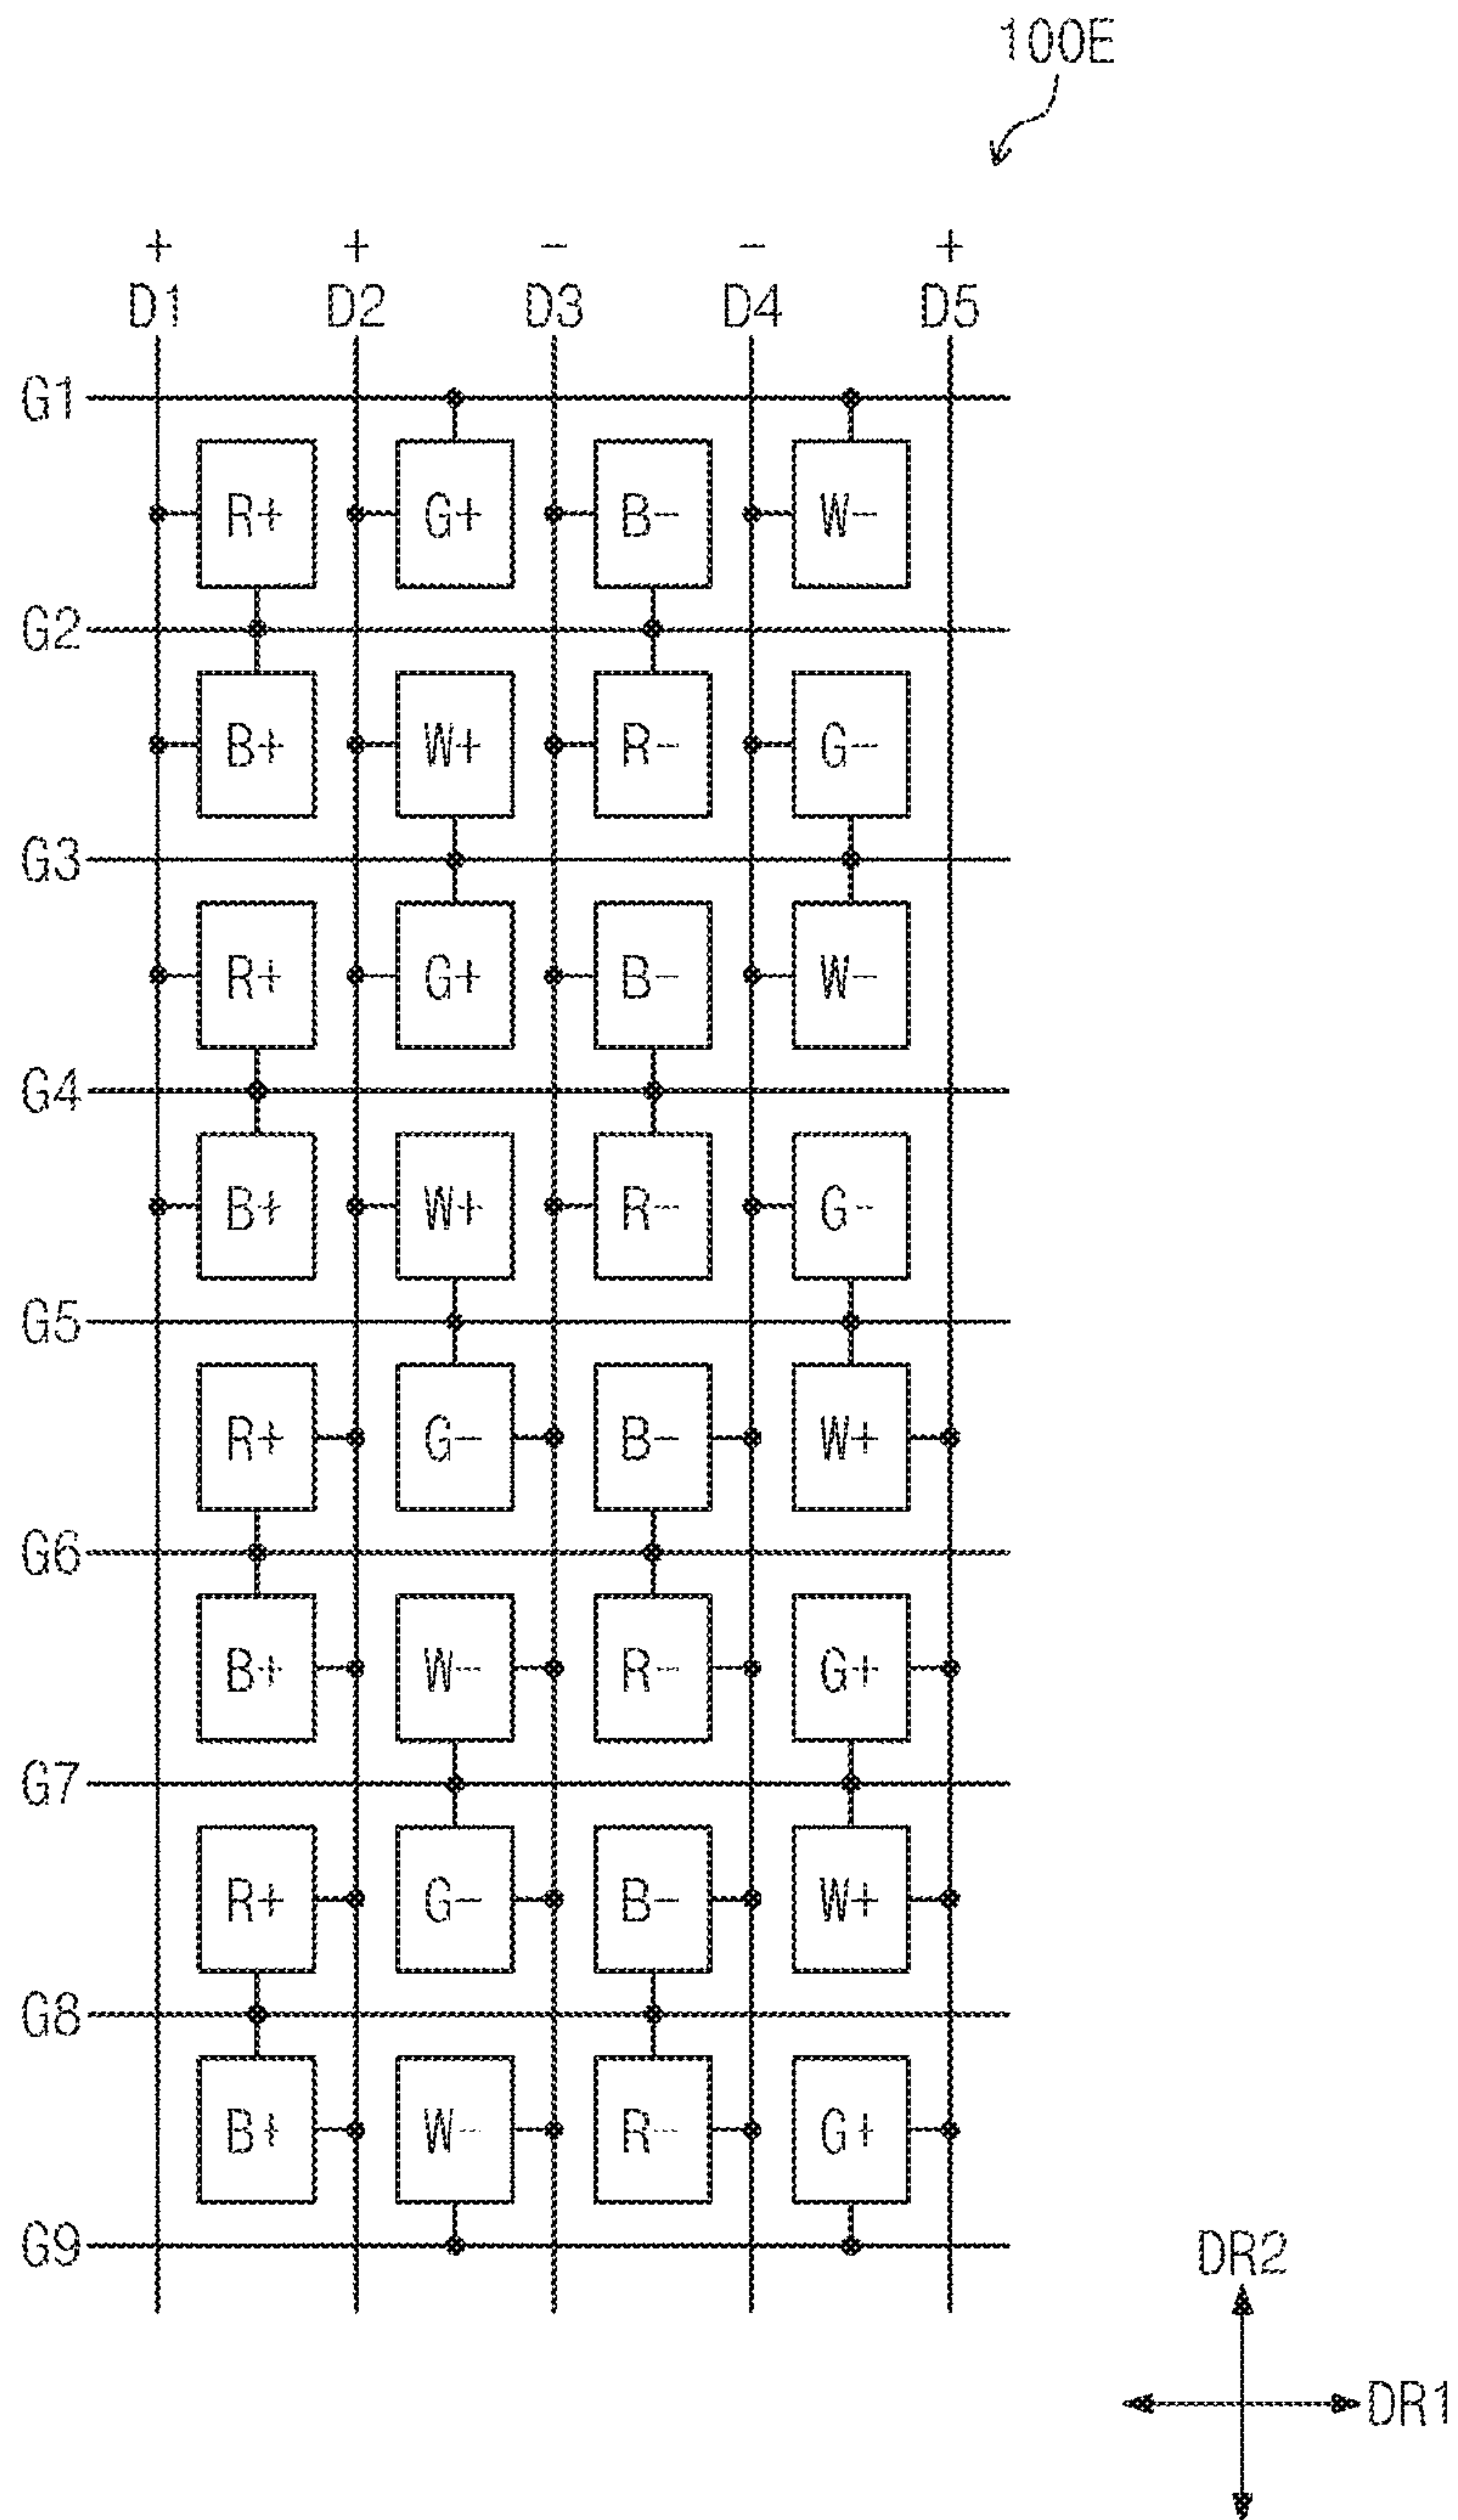 100E
+ + - - +
D1 D2 D3 D4 D5
G1
R+ G+ B- W-
G2
B+ W+ R- G-
G3
R+ G+ B- W-
G4
B+ W+ R- G-
G5
R+ G- B- W+
G6
B+ W- R- G+
G7
R+ G- B- W+
G8
B+ W- R- G+
G9
DR2
DR1